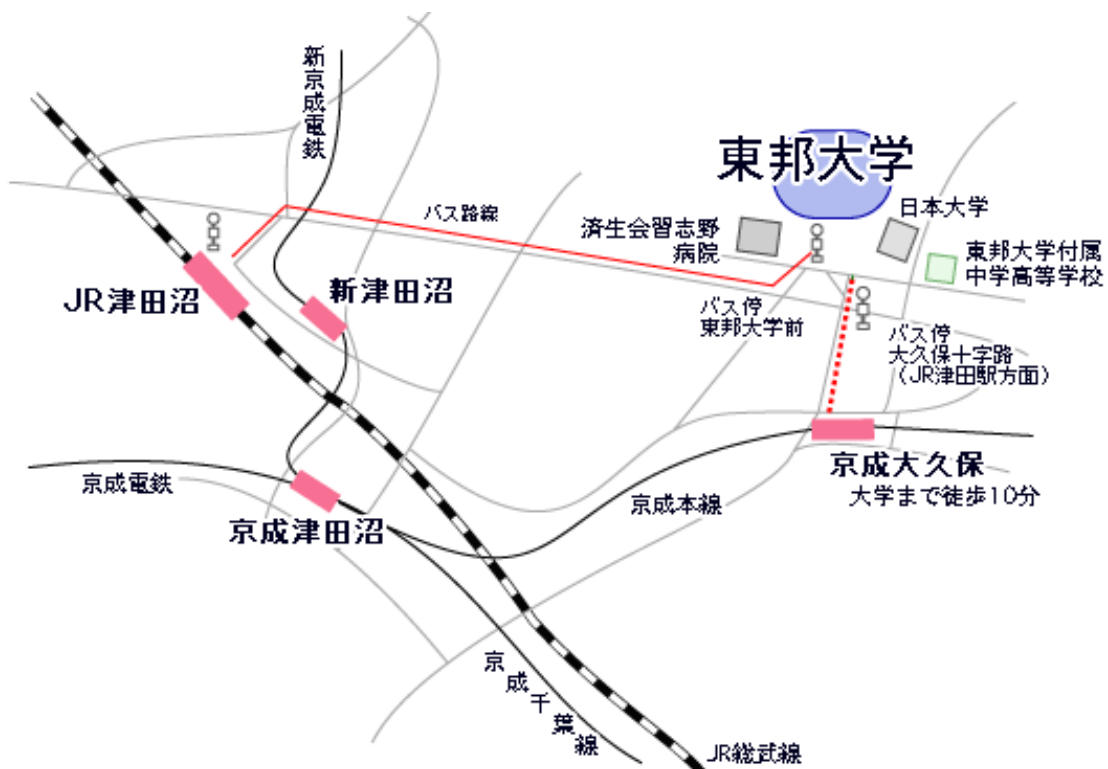 新京成電鉄
東邦大学
バス路線
済生会習志野
病院
日本大学
東邦大学付属
中学高等学校
JR津田沼
新津田沼
バス停
東邦大学前
バス停
大久保十字路
（JR津田駅方面）
京成電鉄
京成大久保
大学まで徒歩10分
京成本線
京成津田沼
京成千葉線
JR総武線